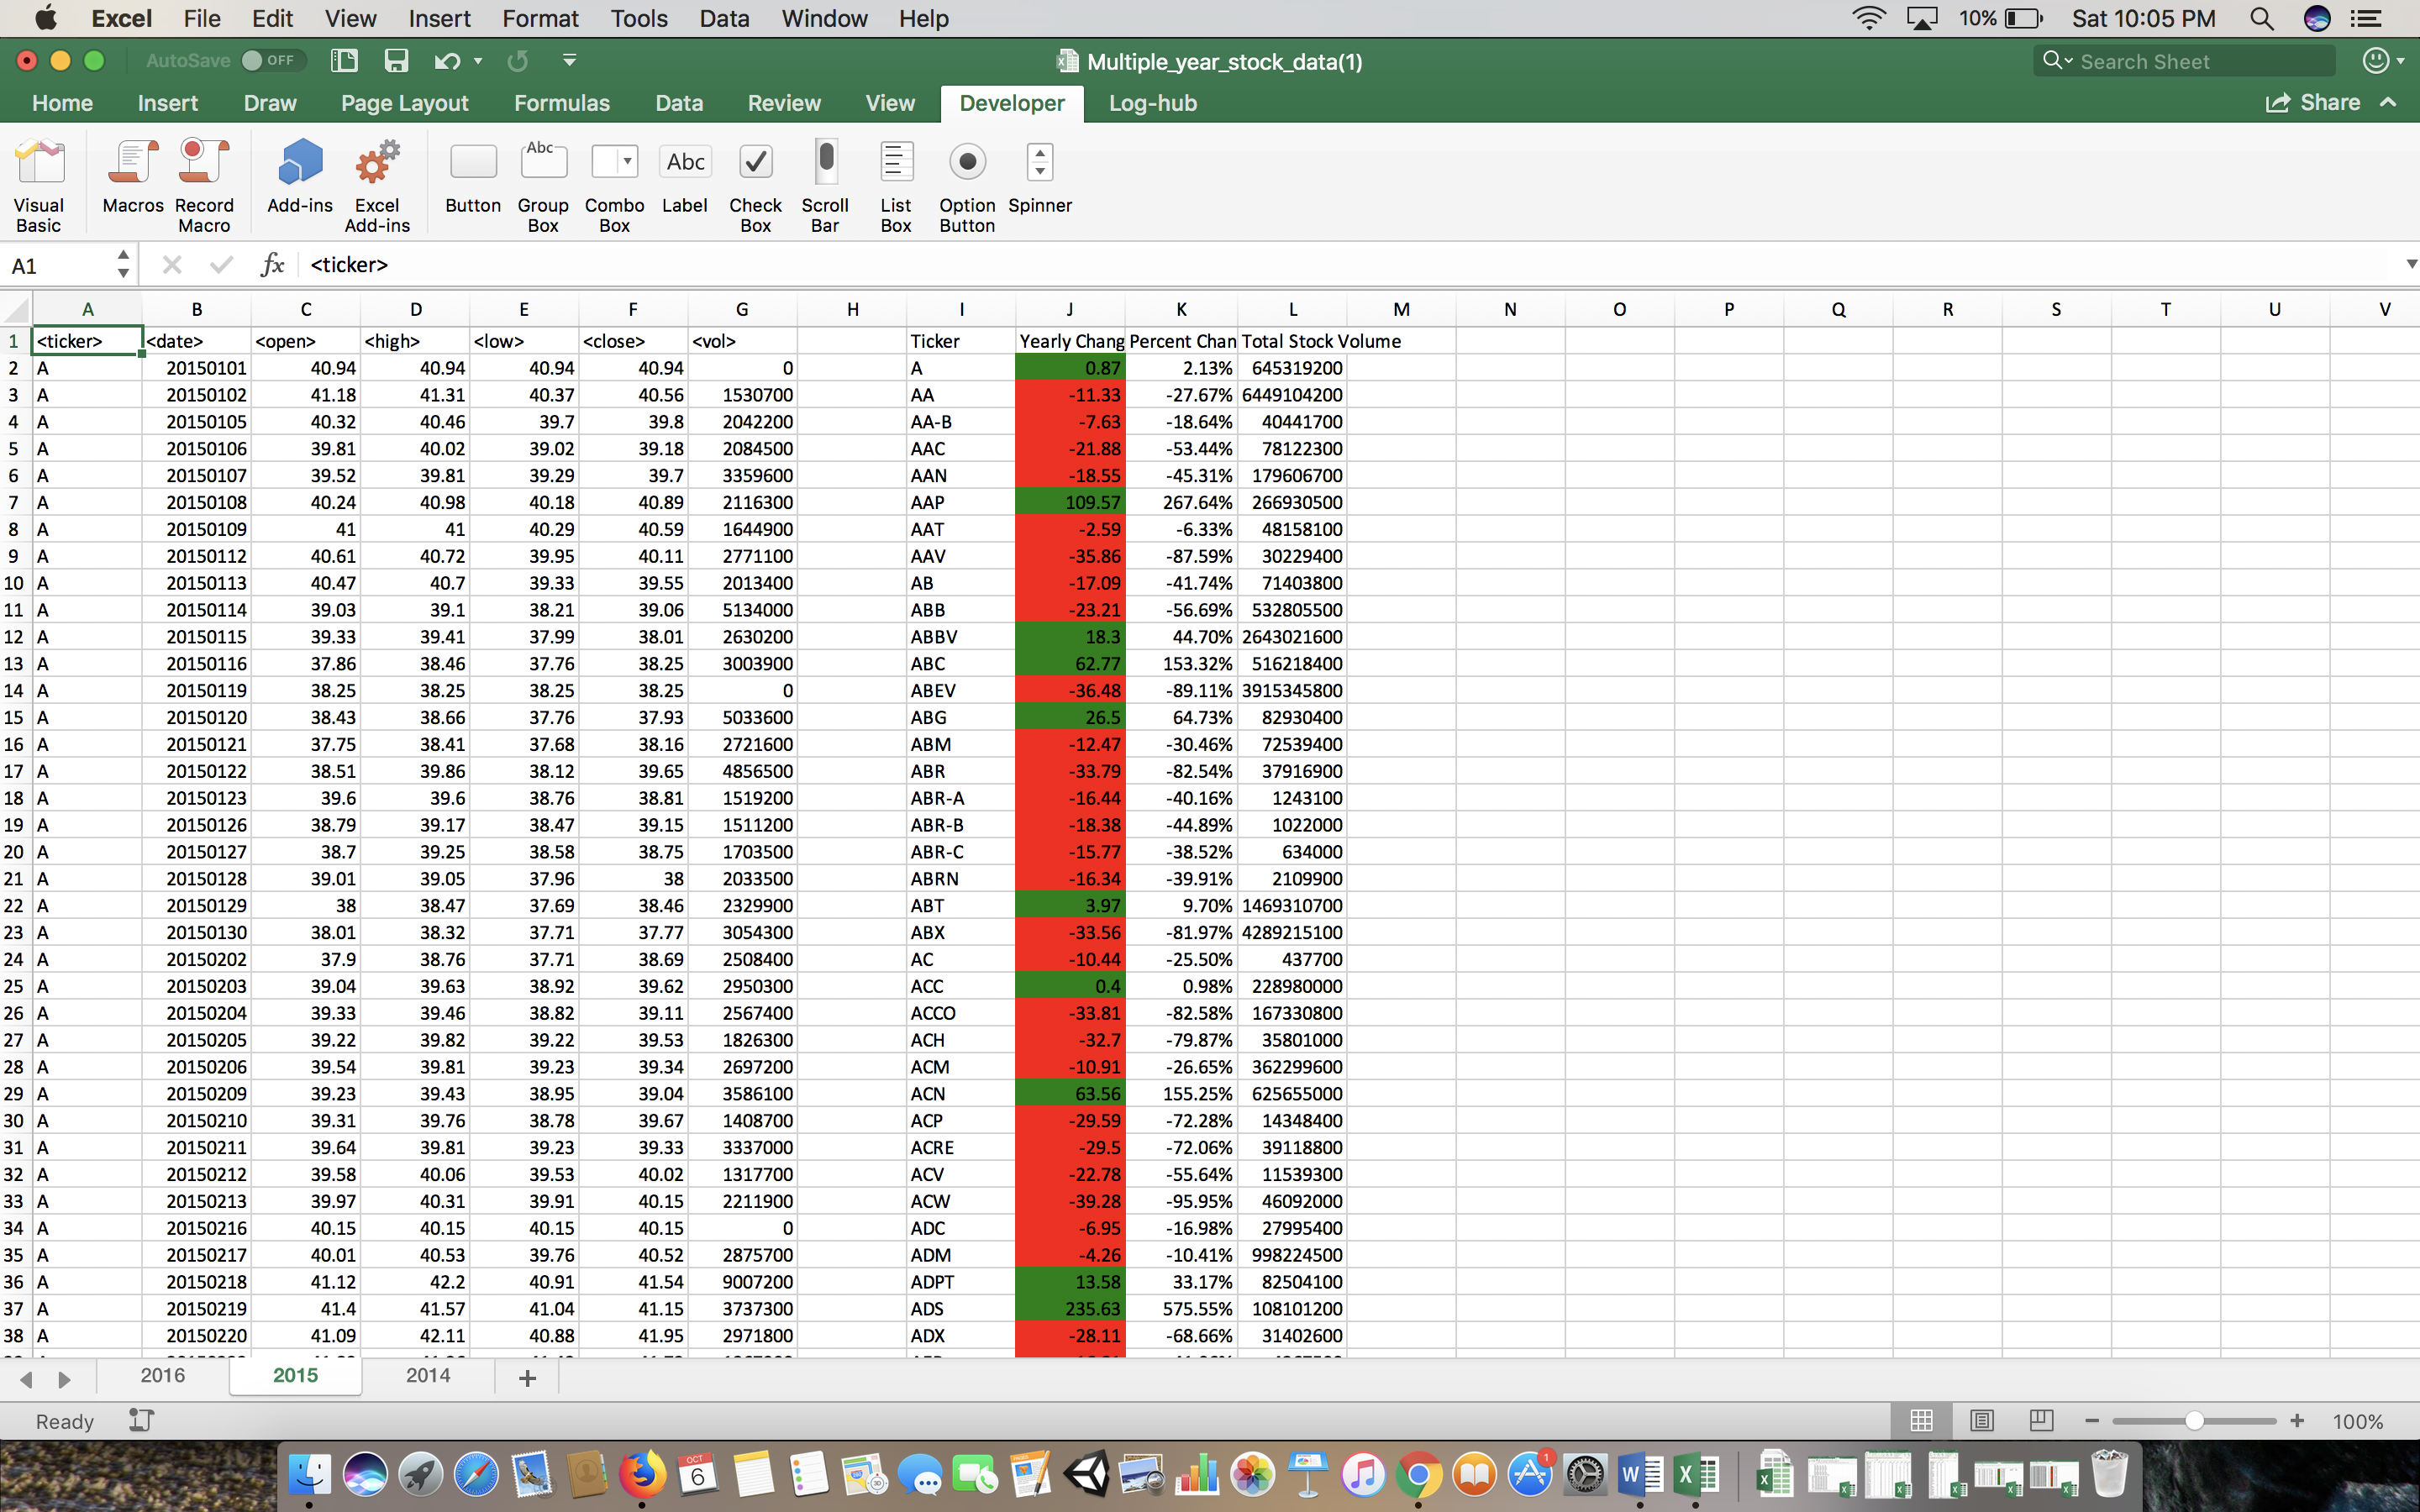 Excel File Edit View Insert Format Tools Data Window Help 10% Sat 10:05 PM
AutoSave OFF Multiple_year_stock_data(1) Search Sheet
Home Insert Draw Page Layout Formulas Data Review View Developer Log-hub Share
Visual Basic Macros Record Macro Add-ins Excel Add-ins Button Abc Group Box Combo Box Abc Label Check Box Scroll Bar List Box Option Button Spinner
A1 fx <ticker>
A B C D E F G H I J K L M N O P Q R S T U V
1 <ticker> <date> <open> <high> <low> <close> <vol> Ticker Yearly Chang Percent Chan Total Stock Volume
2 A 20150101 40.94 40.94 40.94 40.94 0 A 0.87 2.13% 645319200
3 A 20150102 41.18 41.31 40.37 40.56 1530700 AA -11.33 -27.67% 6449104200
4 A 20150105 40.32 40.46 39.7 39.8 2042200 AA-B -7.63 -18.64% 40441700
5 A 20150106 39.81 40.02 39.02 39.18 2084500 AAC -21.88 -53.44% 78122300
6 A 20150107 39.52 39.81 39.29 39.7 3359600 AAN -18.55 -45.31% 179606700
7 A 20150108 40.24 40.98 40.18 40.89 2116300 AAP 109.57 267.64% 266930500
8 A 20150109 41 41 40.29 40.59 1644900 AAT -2.59 -6.33% 48158100
9 A 20150112 40.61 40.72 39.95 40.11 2771100 AAV -35.86 -87.59% 30229400
10 A 20150113 40.47 40.7 39.33 39.55 2013400 AB -17.09 -41.74% 71403800
11 A 20150114 39.03 39.1 38.21 39.06 5134000 ABB -23.21 -56.69% 532805500
12 A 20150115 39.33 39.41 37.99 38.01 2630200 ABBV 18.3 44.70% 2643021600
13 A 20150116 37.86 38.46 37.76 38.25 3003900 ABC 62.77 153.32% 516218400
14 A 20150119 38.25 38.25 38.25 38.25 0 ABEV -36.48 -89.11% 3915345800
15 A 20150120 38.43 38.66 37.76 37.93 5033600 ABG 26.5 64.73% 82930400
16 A 20150121 37.75 38.41 37.68 38.16 2721600 ABM -12.47 -30.46% 72539400
17 A 20150122 38.51 39.86 38.12 39.65 4856500 ABR -33.79 -82.54% 37916900
18 A 20150123 39.6 39.6 38.76 38.81 1519200 ABR-A -16.44 -40.16% 1243100
19 A 20150126 38.79 39.17 38.47 39.15 1511200 ABR-B -18.38 -44.89% 1022000
20 A 20150127 38.7 39.25 38.58 38.75 1703500 ABR-C -15.77 -38.52% 634000
21 A 20150128 39.01 39.05 37.96 38 2033500 ABRN -16.34 -39.91% 2109900
22 A 20150129 38 38.47 37.69 38.46 2329900 ABT 3.97 9.70% 1469310700
23 A 20150130 38.01 38.32 37.71 37.77 3054300 ABX -33.56 -81.97% 4289215100
24 A 20150202 37.9 38.76 37.71 38.69 2508400 AC -10.44 -25.50% 437700
25 A 20150203 39.04 39.63 38.92 39.62 2950300 ACC 0.4 0.98% 228980000
26 A 20150204 39.33 39.46 38.82 39.11 2567400 ACCO -33.81 -82.58% 167330800
27 A 20150205 39.22 39.82 39.22 39.53 1826300 ACH -32.7 -79.87% 35801000
28 A 20150206 39.54 39.81 39.23 39.34 2697200 ACM -10.91 -26.65% 362299600
29 A 20150209 39.23 39.43 38.95 39.04 3586100 ACN 63.56 155.25% 625655000
30 A 20150210 39.31 39.76 38.78 39.67 1408700 ACP -29.59 -72.28% 14348400
31 A 20150211 39.64 39.81 39.23 39.33 3337000 ACRE -29.5 -72.06% 39118800
32 A 20150212 39.58 40.06 39.53 40.02 1317700 ACV -22.78 -55.64% 11539300
33 A 20150213 39.97 40.31 39.91 40.15 2211900 ACW -39.28 -95.95% 46092000
34 A 20150216 40.15 40.15 40.15 40.15 0 ADC -6.95 -16.98% 27995400
35 A 20150217 40.01 40.53 39.76 40.52 2875700 ADM -4.26 -10.41% 998224500
36 A 20150218 41.12 42.2 40.91 41.54 9007200 ADPT 13.58 33.17% 82504100
37 A 20150219 41.4 41.57 41.04 41.15 3737300 ADS 235.63 575.55% 108101200
38 A 20150220 41.09 42.11 40.88 41.95 2971800 ADX -28.11 -68.66% 31402600
2016 2015 2014
Ready 100%
OCT 6 1